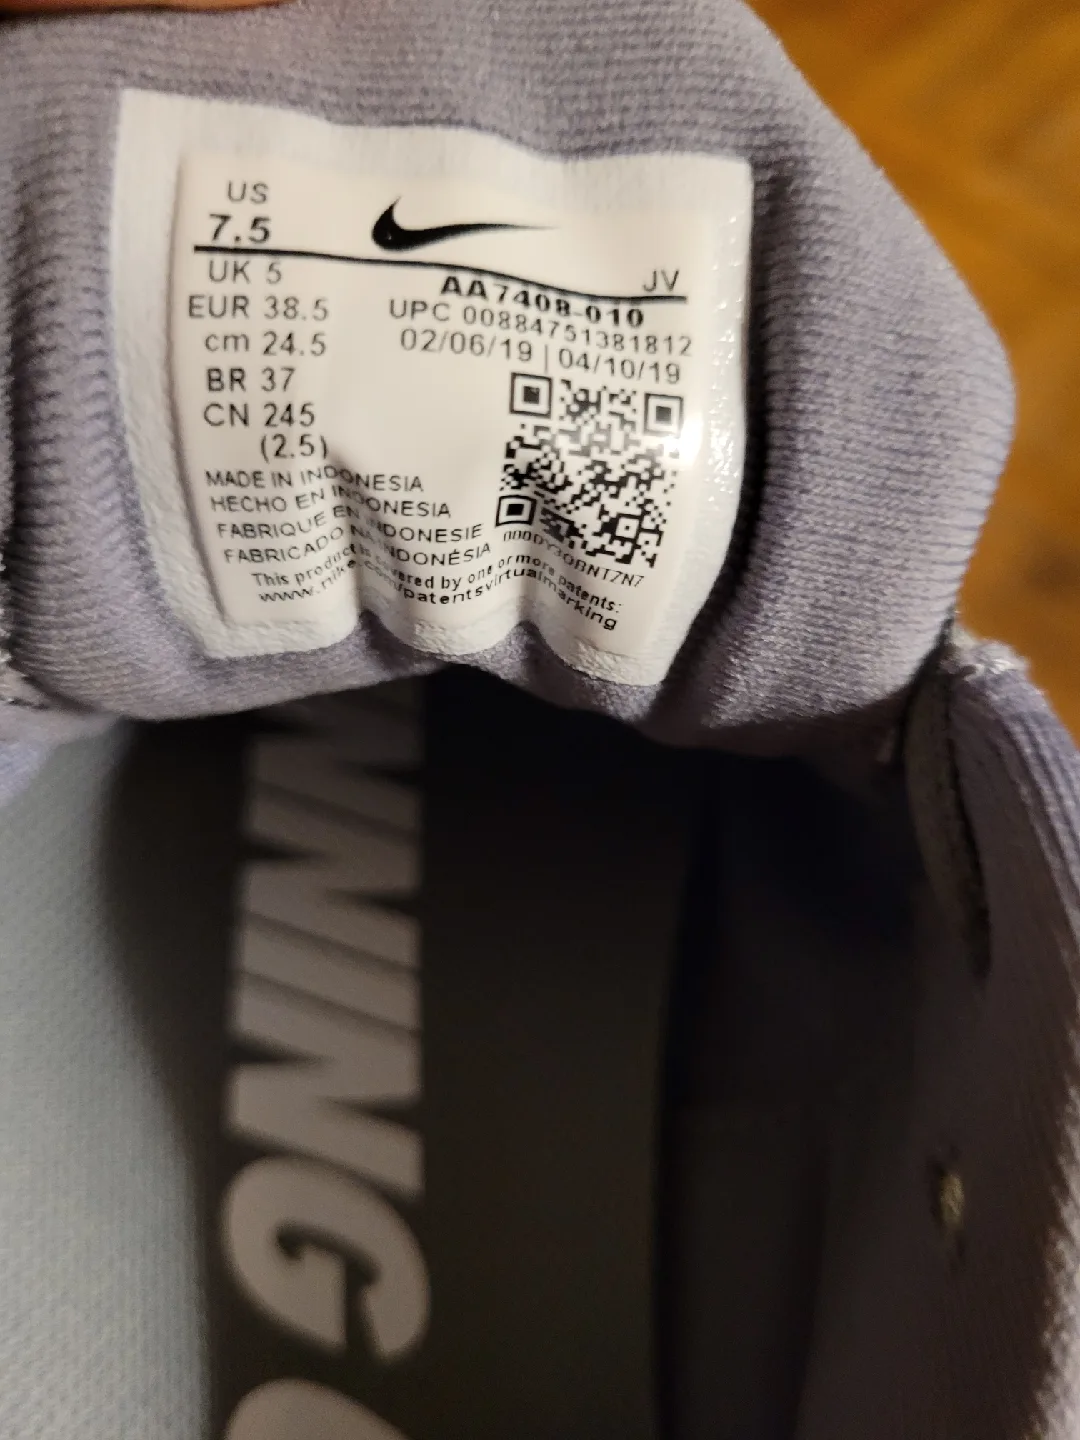 US
7.5
JV
UK 5
EUR 38.5
cm 24.5
BR 37
CN 245
(2.5)
AA7408-010
UPC 00884751381812
02/06/19 | 04/10/19
MADE IN INDONESIA
HECHO EN INDONESIA
FABRIQUE EN INDONESIE
FABRICADO NA INDONÉSIA
This product is covered by one or more patents:
www.nike.com/patentsvirtualmarking
NING